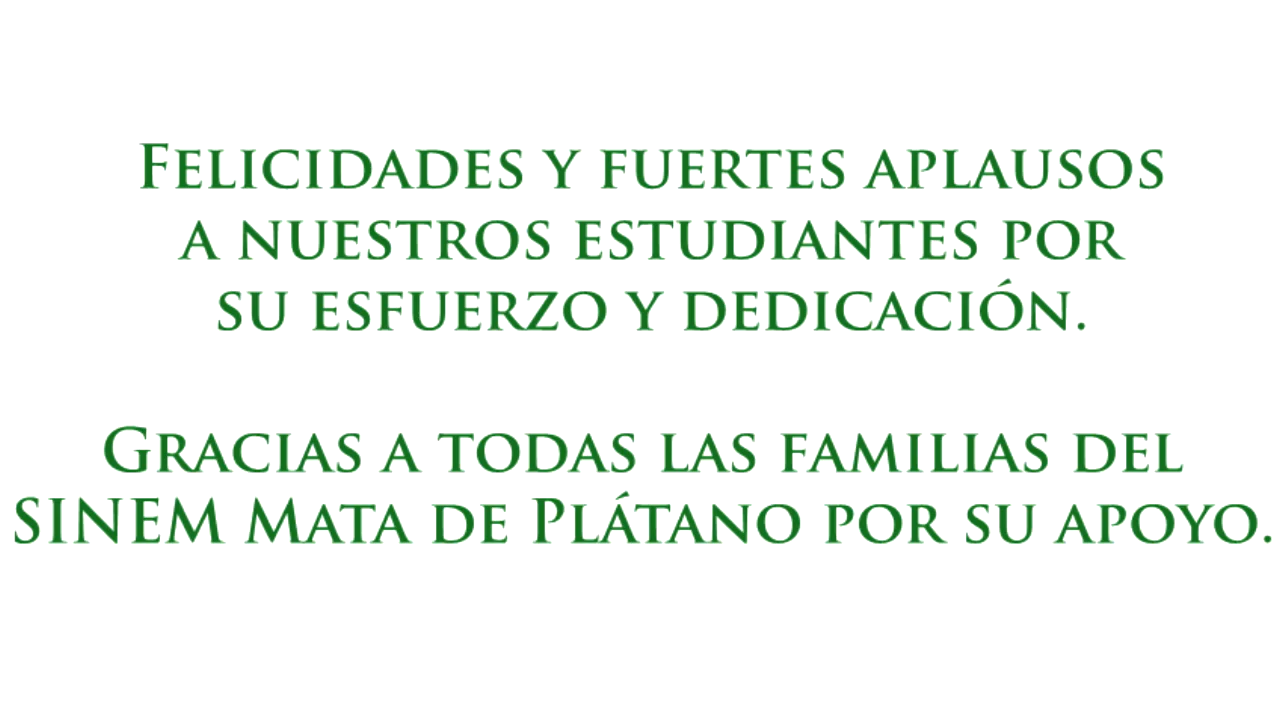 Felicidades y fuertes aplausos
a nuestros estudiantes por
su esfuerzo y dedicación.
Gracias a todas las familias del
SINEM Mata de Plátano por su apoyo.